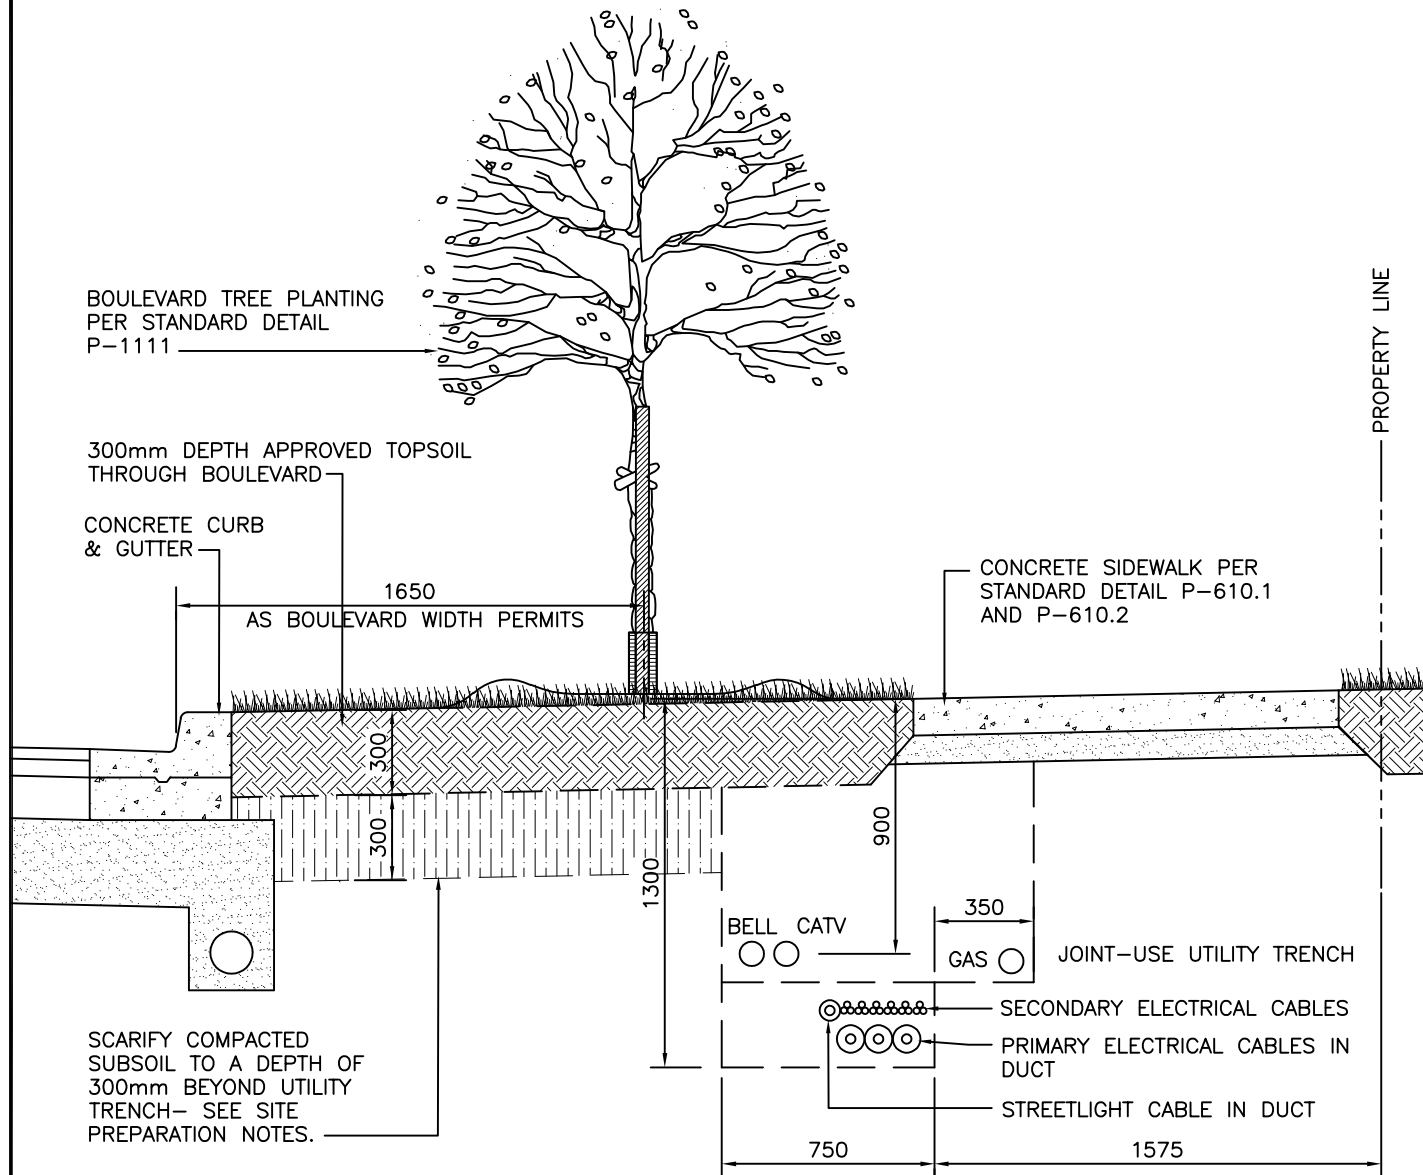 BOULEVARD TREE PLANTING
PER STANDARD DETAIL
P-1111
300mm DEPTH APPROVED TOPSOIL
THROUGH BOULEVARD
CONCRETE CURB
& GUTTER
1650
AS BOULEVARD WIDTH PERMITS
PROPERTY LINE
CONCRETE SIDEWALK PER
STANDARD DETAIL P-610.1
AND P-610.2
300
300
1300
900
350
BELL CATV
GAS
JOINT-USE UTILITY TRENCH
SECONDARY ELECTRICAL CABLES
PRIMARY ELECTRICAL CABLES IN
DUCT
STREETLIGHT CABLE IN DUCT
SCARIFY COMPACTED
SUBSOIL TO A DEPTH OF
300mm BEYOND UTILITY
TRENCH- SEE SITE
PREPARATION NOTES.
750
1575